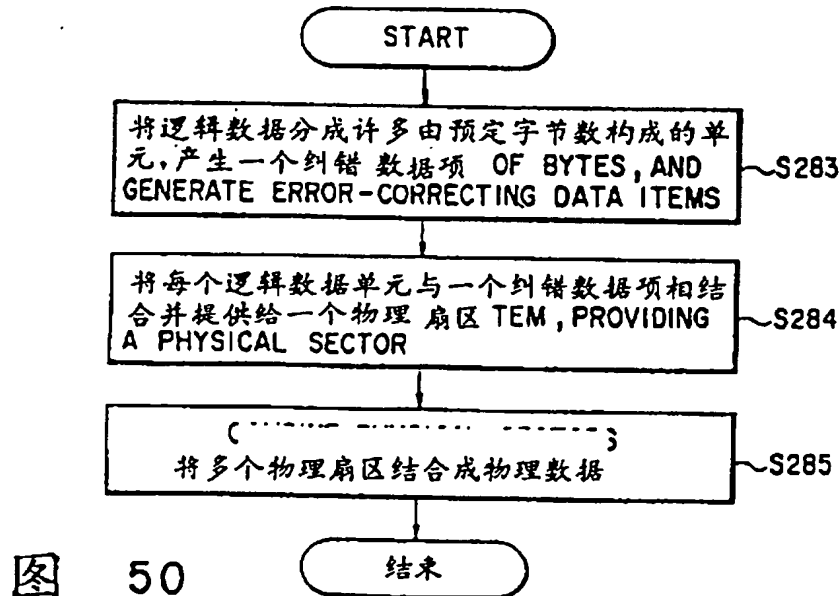 START
将逻辑数据分成许多由预定字节数构成的单
元,产生一个纠错数据项 OF BYTES, AND
GENERATE ERROR-CORRECTING DATA ITEMS
S283
将每个逻辑数据单元与一个纠错数据项相结
合并提供给一个物理扇区 TEM, PROVIDING
A PHYSICAL SECTOR
S284
将多个物理扇区结合成物理数据
S285
结束
图 50